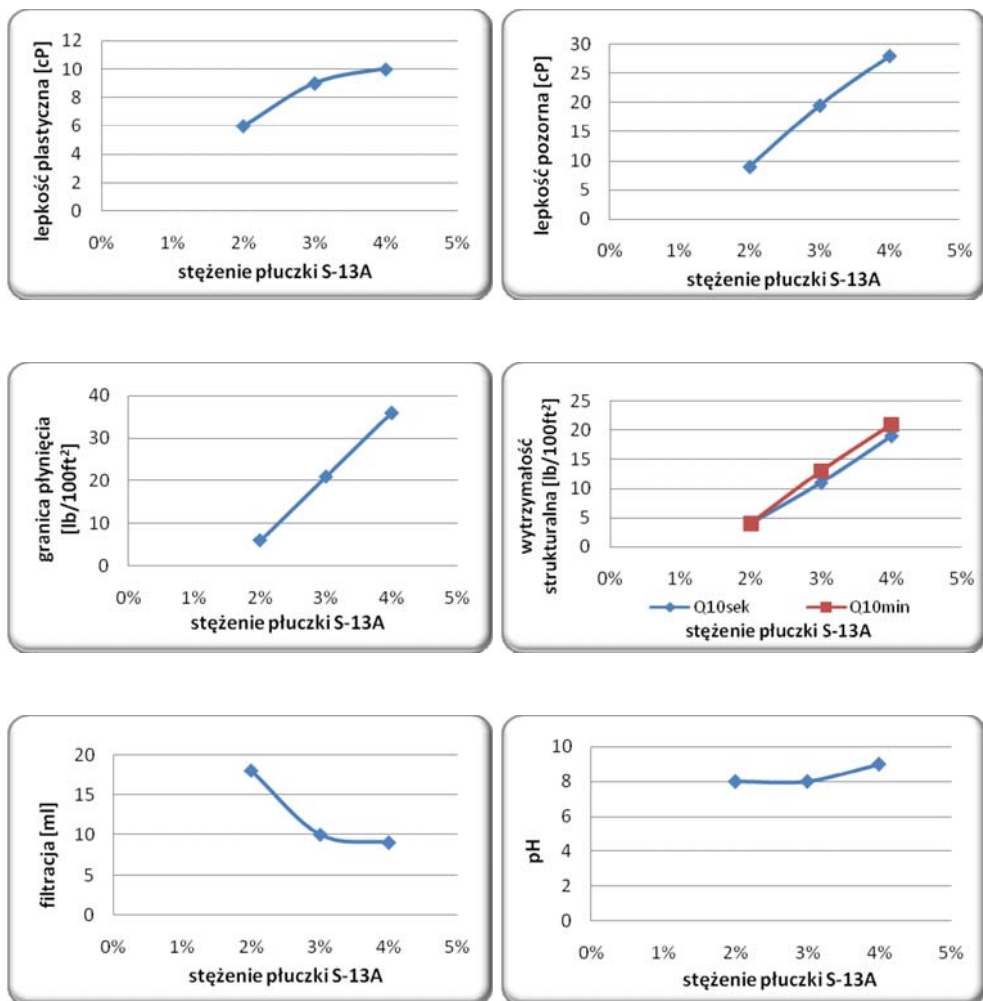 lepkość plastyczna [cP]
12
10
8
6
4
2
0
0% 1% 2% 3% 4% 5%
stężenie płuczki S-13A
lepkość pozorna [cP]
30
25
20
15
10
5
0
0% 1% 2% 3% 4% 5%
stężenie płuczki S-13A
granica płynięcia
[lb/100ft²]
40
30
20
10
0
0% 1% 2% 3% 4% 5%
stężenie płuczki S-13A
wytrzymałość
strukturalna [lb/100ft²]
25
20
15
10
5
0
0% 1% 2% 3% 4% 5%
Q10sek Q10min
stężenie płuczki S-13A
filtracja [ml]
20
15
10
5
0
0% 1% 2% 3% 4% 5%
stężenie płuczki S-13A
pH
10
8
6
4
2
0
0% 1% 2% 3% 4% 5%
stężenie płuczki S-13A